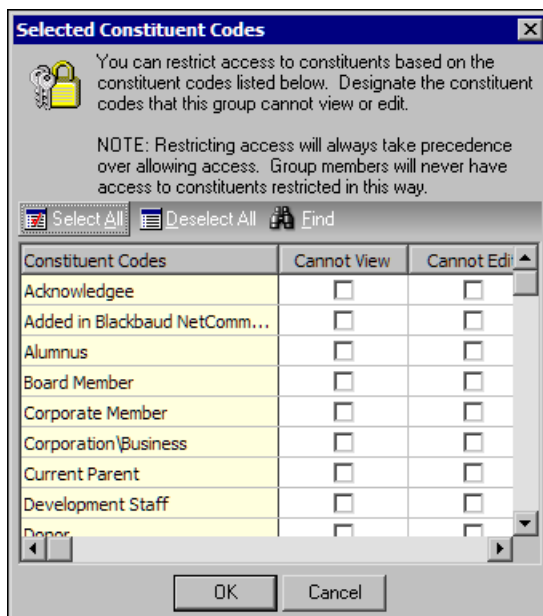 Selected Constituent Codes
You can restrict access to constituents based on the
constituent codes listed below. Designate the constituent
codes that this group cannot view or edit.
NOTE: Restricting access will always take precedence
over allowing access. Group members will never have
access to constituents restricted in this way.
Select All Deselect All Find
Constituent Codes Cannot View Cannot Edi
Acknowledgee
Added in Blackbaud NetComm...
Alumnus
Board Member
Corporate Member
Corporation\Business
Current Parent
Development Staff
Donor
OK Cancel